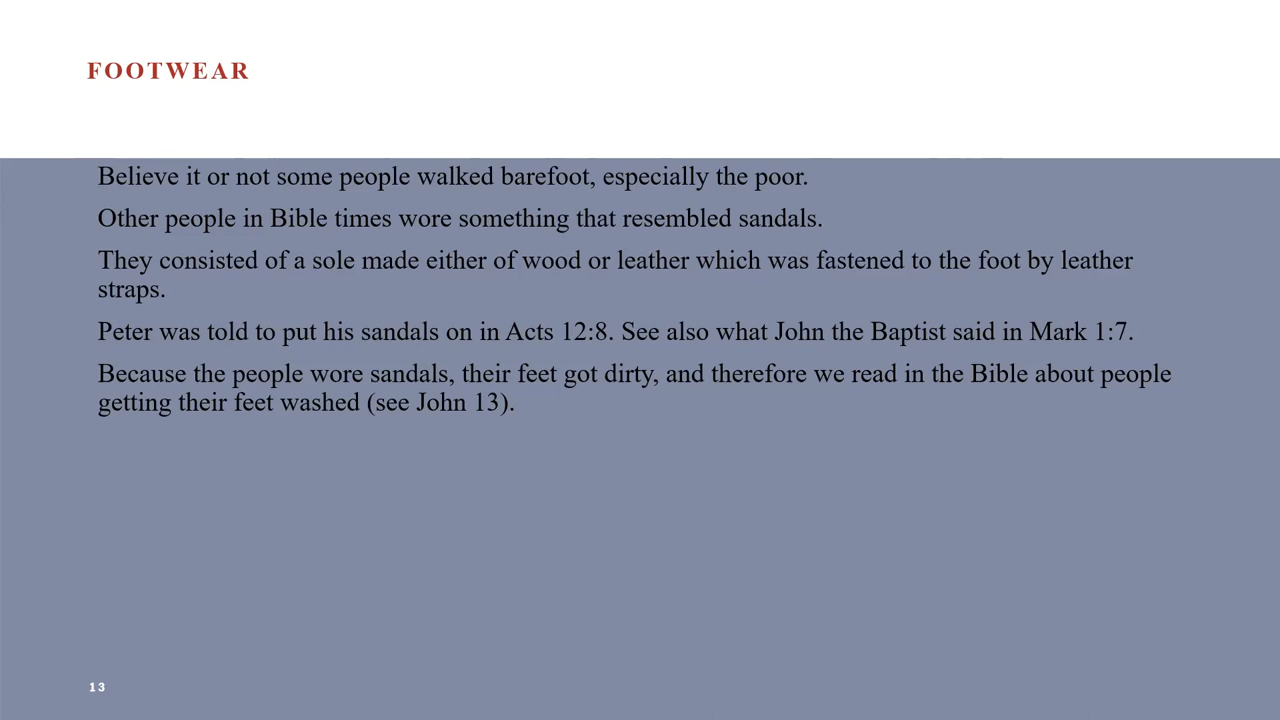 FOOTWEAR
Believe it or not some people walked barefoot, especially the poor.
Other people in Bible times wore something that resembled sandals.
They consisted of a sole made either of wood or leather which was fastened to the foot by leather
straps.
Peter was told to put his sandals on in Acts 12:8. See also what John the Baptist said in Mark 1:7.
Because the people wore sandals, their feet got dirty, and therefore we read in the Bible about people
getting their feet washed (see John 13).
13